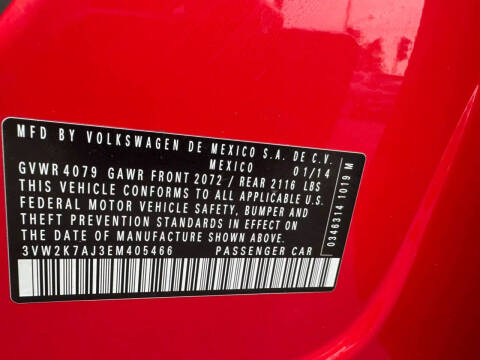 MFD BY VOLKSWAGEN DE MEXICO S.A. DE C.V.
MEXICO 01/14
GVWR 4079 GAWR FRONT 2072 / REAR 2116 LBS
THIS VEHICLE CONFORMS TO ALL APPLICABLE U.S.
FEDERAL MOTOR VEHICLE SAFETY, BUMPER AND
THEFT PREVENTION STANDARDS IN EFFECT ON
THE DATE OF MANUFACTURE SHOWN ABOVE.
3VW2K7AJ3EM405466 PASSENGER CAR
0346314 1019 M